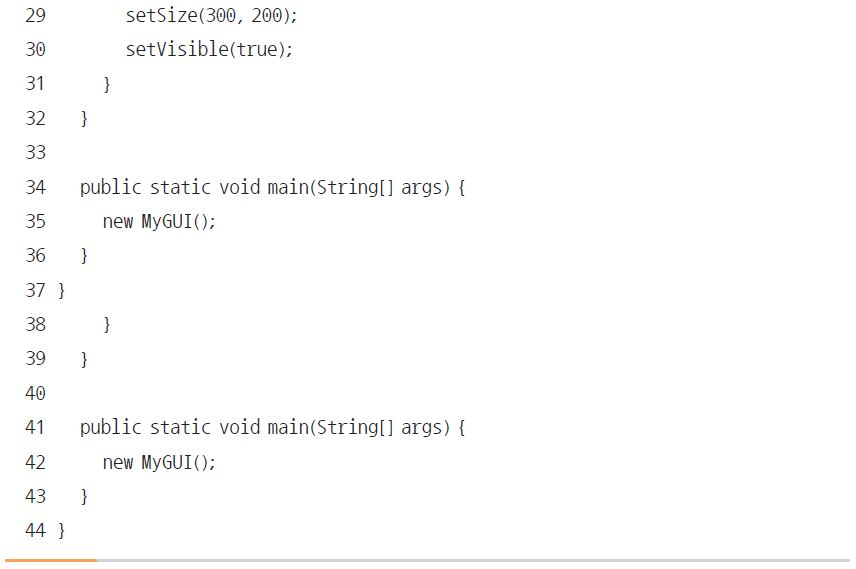 29 setSize(300, 200);
30 setVisible(true);
31 }
32 }
33
34 public static void main(String[] args) {
35 new MyGUI();
36 }
37 }
38 }
39 }
40
41 public static void main(String[] args) {
42 new MyGUI();
43 }
44 }